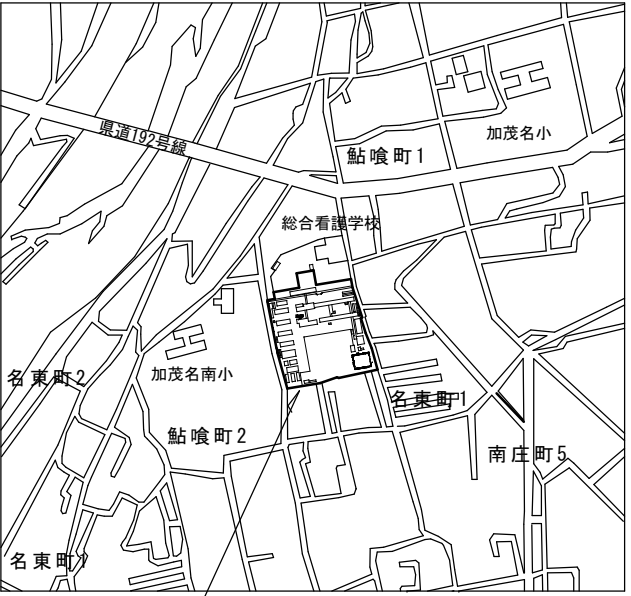 加茂名小
県道192号線
鮎喰町1
総合看護学校
名東町2
加茂名南小
名東町1
鮎喰町2
南庄町5
名東町1